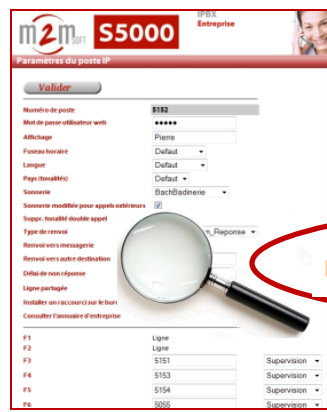 m2m SOFT S5000 IPBX
Entreprise
Paramètres du poste IP
Valider
Numéro de poste 5152
Mot de passe utilisateur web •••••
Affichage Pierre
Fuseau horaire Defaut
Langue Defaut
Pays (tonalités) Defaut
Sonnerie BachBadinerie
Sonnerie modifiée pour appels extérieurs
Suppr. tonalité double appel
Type de renvoi n_Reponse
Renvoi vers messagerie
Renvoi vers autre destination
Délai de non réponse
Ligne partagée
Installer un raccourci sur le bure
Consulter l'annuaire d'entreprise
F1 Ligne
F2 Ligne
F3 5151 Supervision
F4 5153 Supervision
F5 5154 Supervision
F6 5055 Supervision